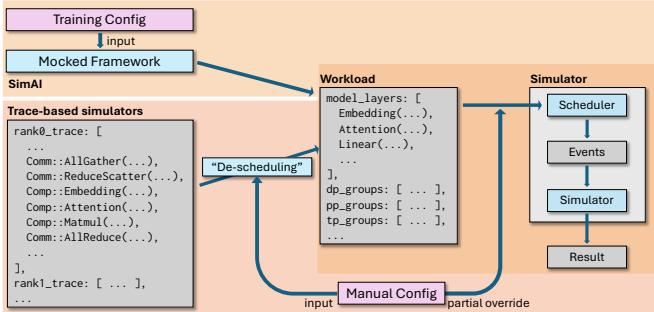 Training Config
input
Mocked Framework
SimAI
Trace-based simulators
rank0_trace: [
...
Comm::AllGather(...),
Comm::ReduceScatter(...),
Comp::Embedding(...),
Comp::Attention(...),
Comp::Matmul(...),
Comm::AllReduce(...),
...
],
rank1_trace: [ ... ],
...
"De-scheduling"
Workload
model_layers: [
Embedding(...),
Attention(...),
Linear(...),
...
],
dp_groups: [ ... ],
pp_groups: [ ... ],
tp_groups: [ ... ],
...
Simulator
Scheduler
Events
Simulator
Result
input
Manual Config
partial override